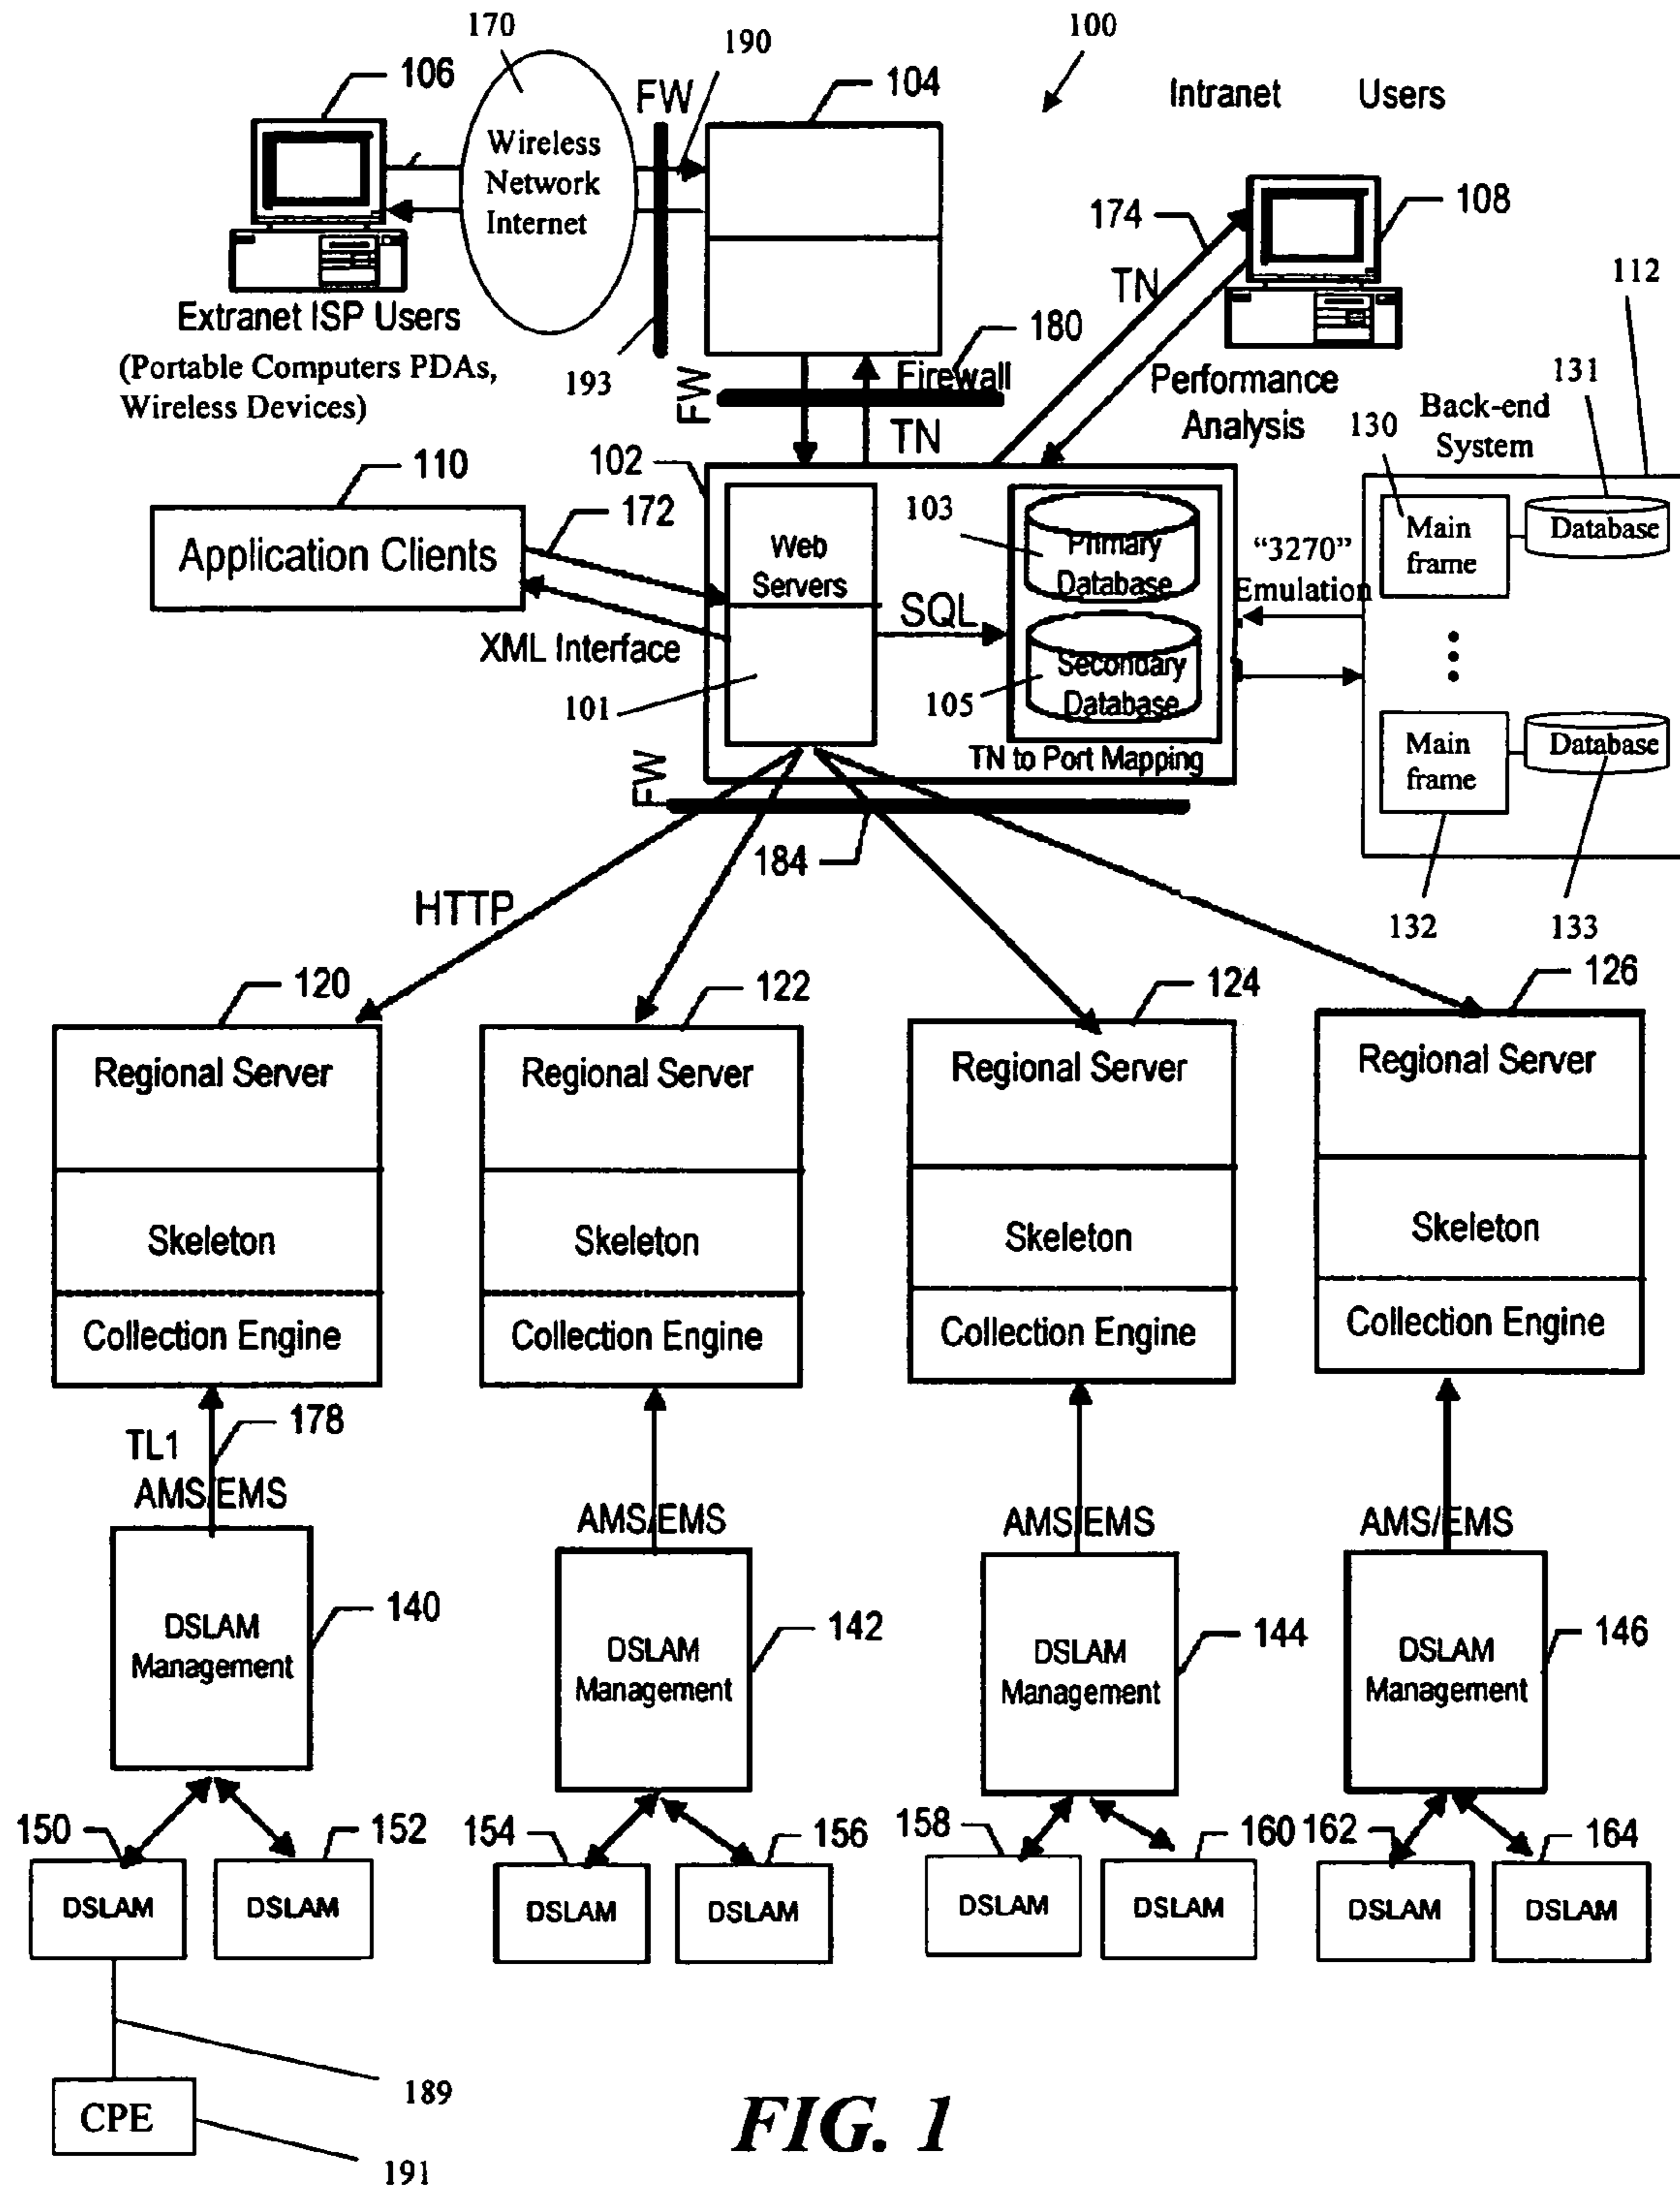 170
190
100
106
FW
104
Intranet Users
Wireless
Network
Internet
174
108
TN
112
Extranet ISP Users
(Portable Computers PDAs,
Wireless Devices)
193
FW
180
Firewall
TN
Performance
Analysis
131
130
Back-end
System
110
172
102
Application Clients
XML Interface
101
Web
Servers
SQL
103
Primary
Database
105
Secondary
Database
TN to Port Mapping
"3270"
Emulation
Main
frame
Database
Main
frame
Database
FW
184
132
133
HTTP
120
122
124
126
Regional Server
Regional Server
Regional Server
Regional Server
Skeleton
Skeleton
Skeleton
Skeleton
Collection Engine
Collection Engine
Collection Engine
Collection Engine
178
TL1
AMS/EMS
AMS/EMS
AMS/EMS
AMS/EMS
DSLAM
Management
140
DSLAM
Management
142
DSLAM
Management
144
DSLAM
Management
146
150
152
154
156
158
160
162
164
DSLAM
DSLAM
DSLAM
DSLAM
DSLAM
DSLAM
DSLAM
DSLAM
189
CPE
191
FIG. 1